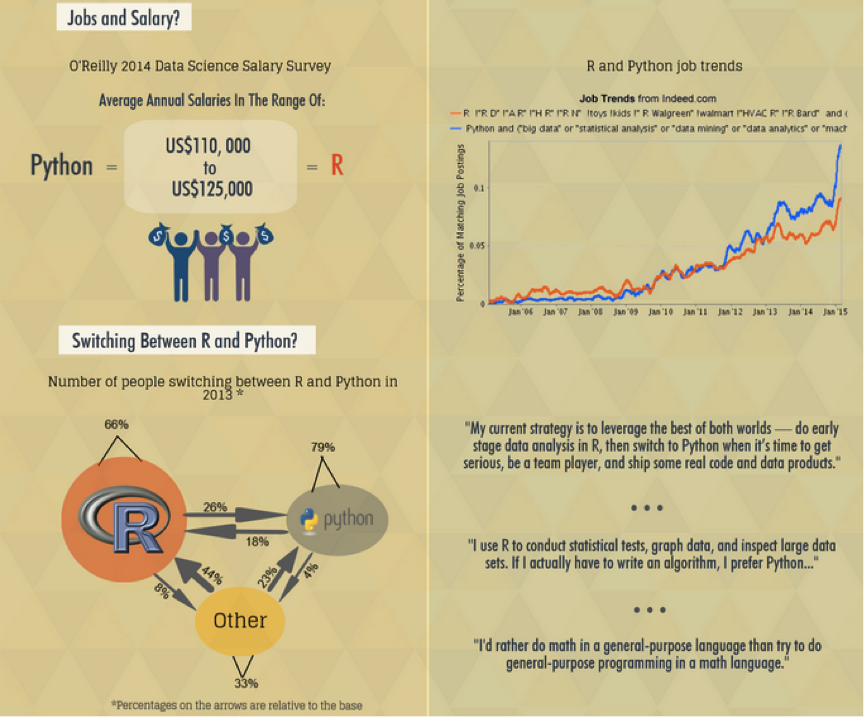 Jobs and Salary?
O'Reilly 2014 Data Science Salary Survey
Average Annual Salaries In The Range Of:
Python = US$110, 000 to US$125,000 = R
$ $ $
Switching Between R and Python?
Number of people switching between R and Python in
2013 *
66%
79%
R
python
26%
18%
44%
8%
23%
4%
Other
33%
*Percentages on the arrows are relative to the base
R and Python job trends
Job Trends from Indeed.com
R !"R D" !"A R" !"H R" !"R N" !toys !kids !" R Walgreen" !walmart !"HVAC R" !"R Bard" and (
Python and ("big data" or "statistical analysis" or "data mining" or "data analytics" or "mach
Percentage of Matching Job Postings
0.1
0.05
0
Jan '06 Jan '07 Jan '08 Jan '09 Jan '10 Jan '11 Jan '12 Jan '13 Jan '14 Jan '15
"My current strategy is to leverage the best of both worlds — do early
stage data analysis in R, then switch to Python when it's time to get
serious, be a team player, and ship some real code and data products."
• • •
"I use R to conduct statistical tests, graph data, and inspect large data
sets. If I actually have to write an algorithm, I prefer Python..."
• • •
"I'd rather do math in a general-purpose language than try to do
general-purpose programming in a math language."